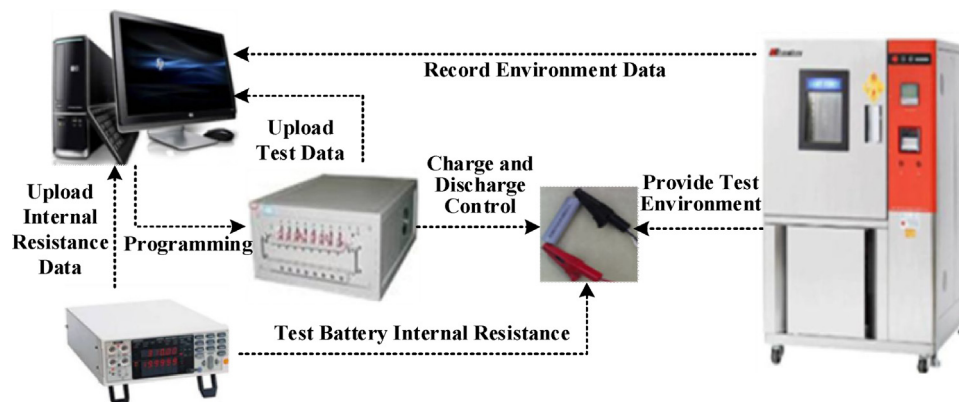 Record Environment Data
Upload
Test Data
Charge and
Discharge
Control
Provide Test
Environment
Upload
Internal
Resistance
Data
Programming
Test Battery Internal Resistance